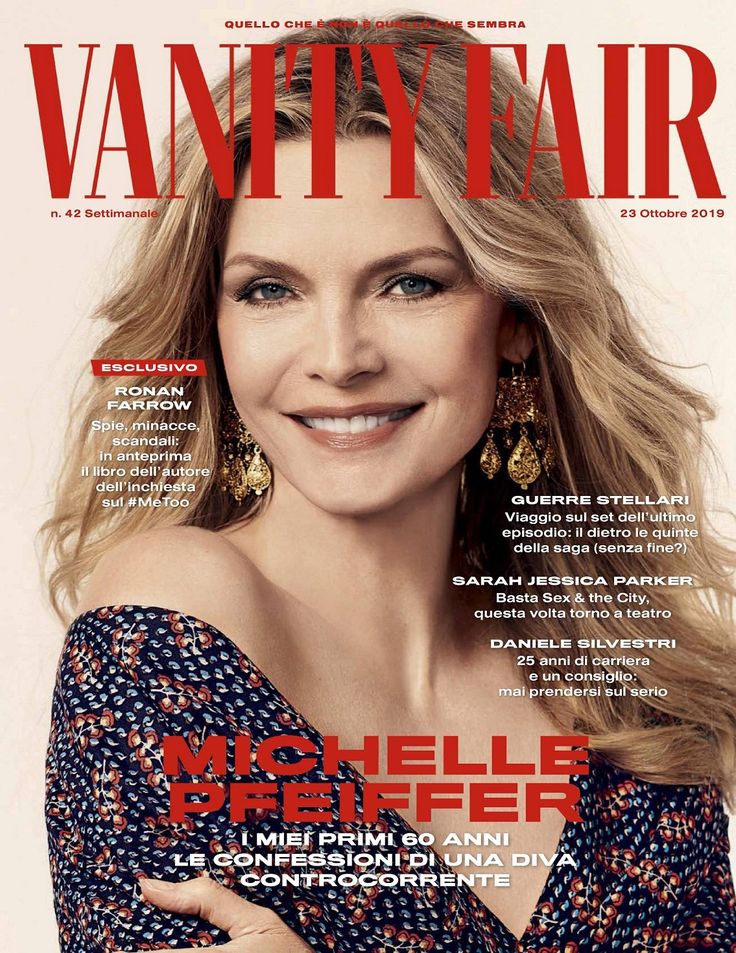 QUELLO CHE È NON È QUELLO CHE SEMBRA
VANITY FAIR
n. 42 Settimanale
23 Ottobre 2019
ESCLUSIVO
RONAN
FARROW
Spie, minacce,
scandali:
in anteprima
il libro dell'autore
dell'inchiesta
sul #MeToo
GUERRE STELLARI
Viaggio sul set dell'ultimo
episodio: il dietro le quinte
della saga (senza fine?)
SARAH JESSICA PARKER
Basta Sex & the City,
questa volta torno a teatro
DANIELE SILVESTRI
25 anni di carriera
e un consiglio:
mai prendersi sul serio
MICHELLE
PFEIFFER
I MIEI PRIMI 60 ANNI
LE CONFESSIONI DI UNA DIVA
CONTROCORRENTE